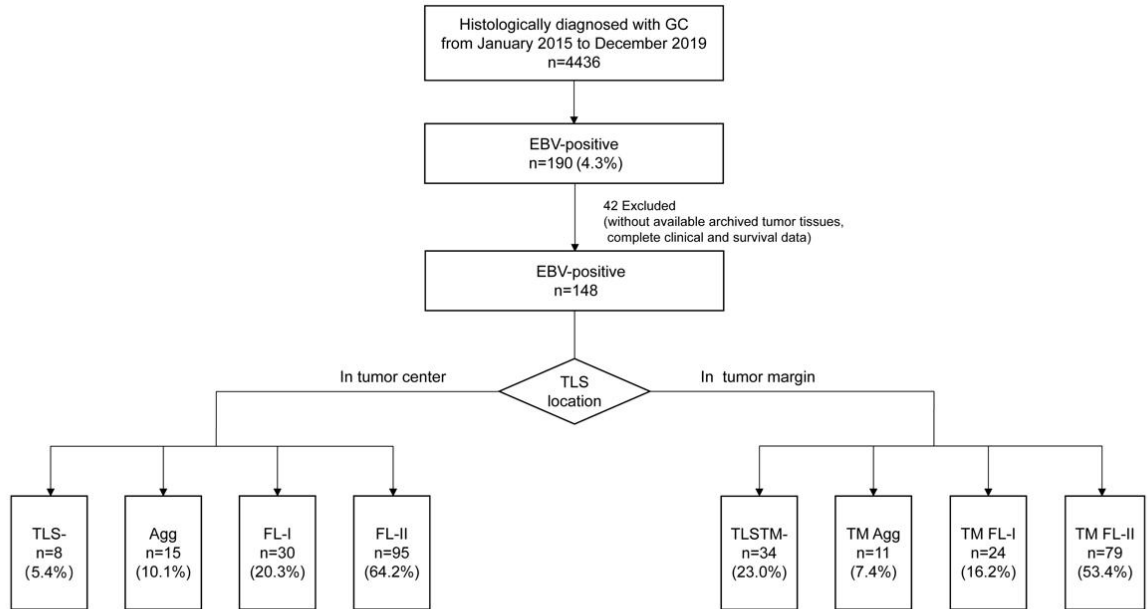 Histologically diagnosed with GC
from January 2015 to December 2019
n=4436
EBV-positive
n=190 (4.3%)
42 Excluded
(without available archived tumor tissues,
complete clinical and survival data)
EBV-positive
n=148
In tumor center
TLS
location
In tumor margin
TLS-
n=8
(5.4%)
Agg
n=15
(10.1%)
FL-I
n=30
(20.3%)
FL-II
n=95
(64.2%)
TLSTM-
n=34
(23.0%)
TM Agg
n=11
(7.4%)
TM FL-I
n=24
(16.2%)
TM FL-II
n=79
(53.4%)